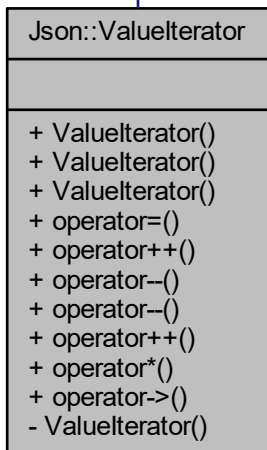 Json::ValueIterator
+ ValueIterator()
+ ValueIterator()
+ ValueIterator()
+ operator=()
+ operator++()
+ operator--()
+ operator--()
+ operator++()
+ operator*()
+ operator->()
- ValueIterator()